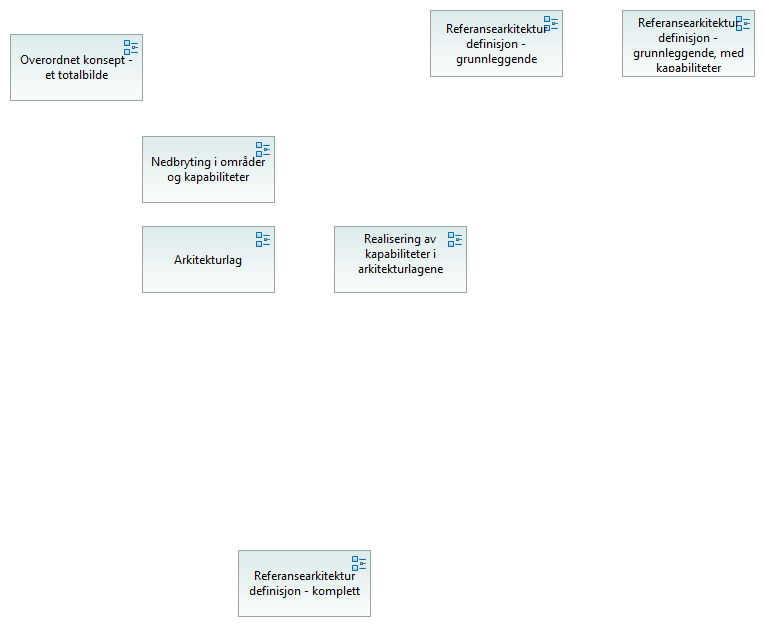 Overordnet konsept -
et totalbilde
Referansearkitektur
definisjon -
grunnleggende
Referansearkitektur
definisjon -
grunnleggende, med
kapabiliteter
Nedbryting i områder
og kapabiliteter
Arkitekturlag
Realisering av
kapabiliteter i
arkitekturlagene
Referansearkitektur
definisjon - komplett